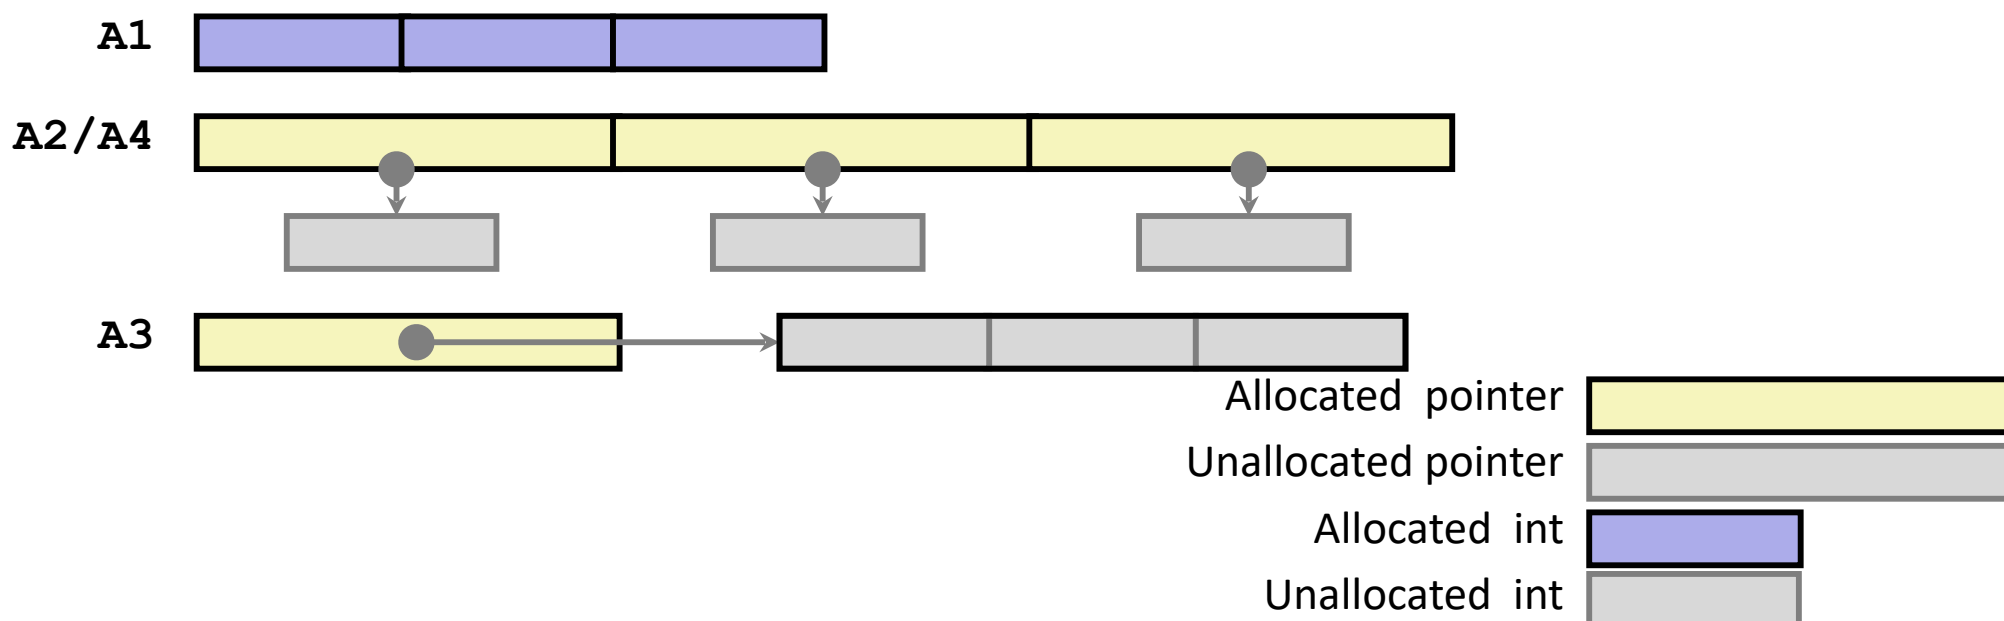 A1
A2/A4
A3
Allocated pointer
Unallocated pointer
Allocated int
Unallocated int